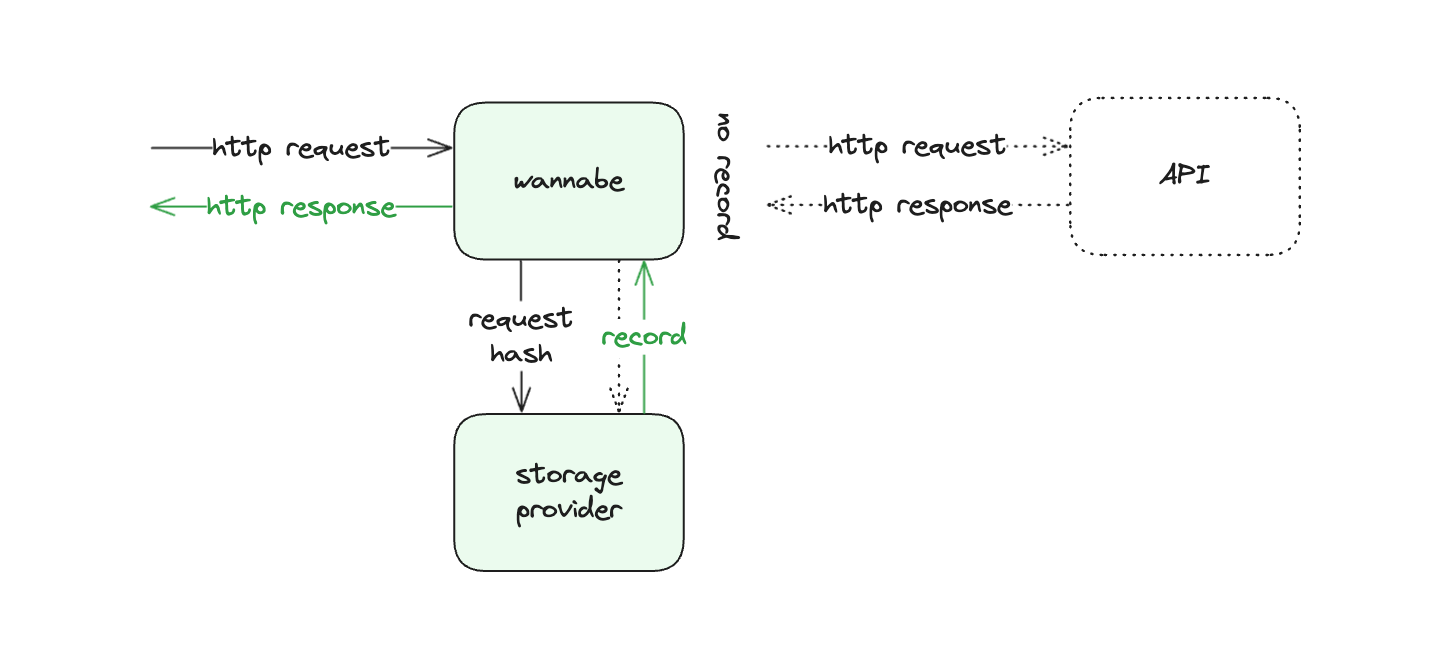 http request
http response
wannabe
no record
http request
http response
API
request
hash
record
storage
provider